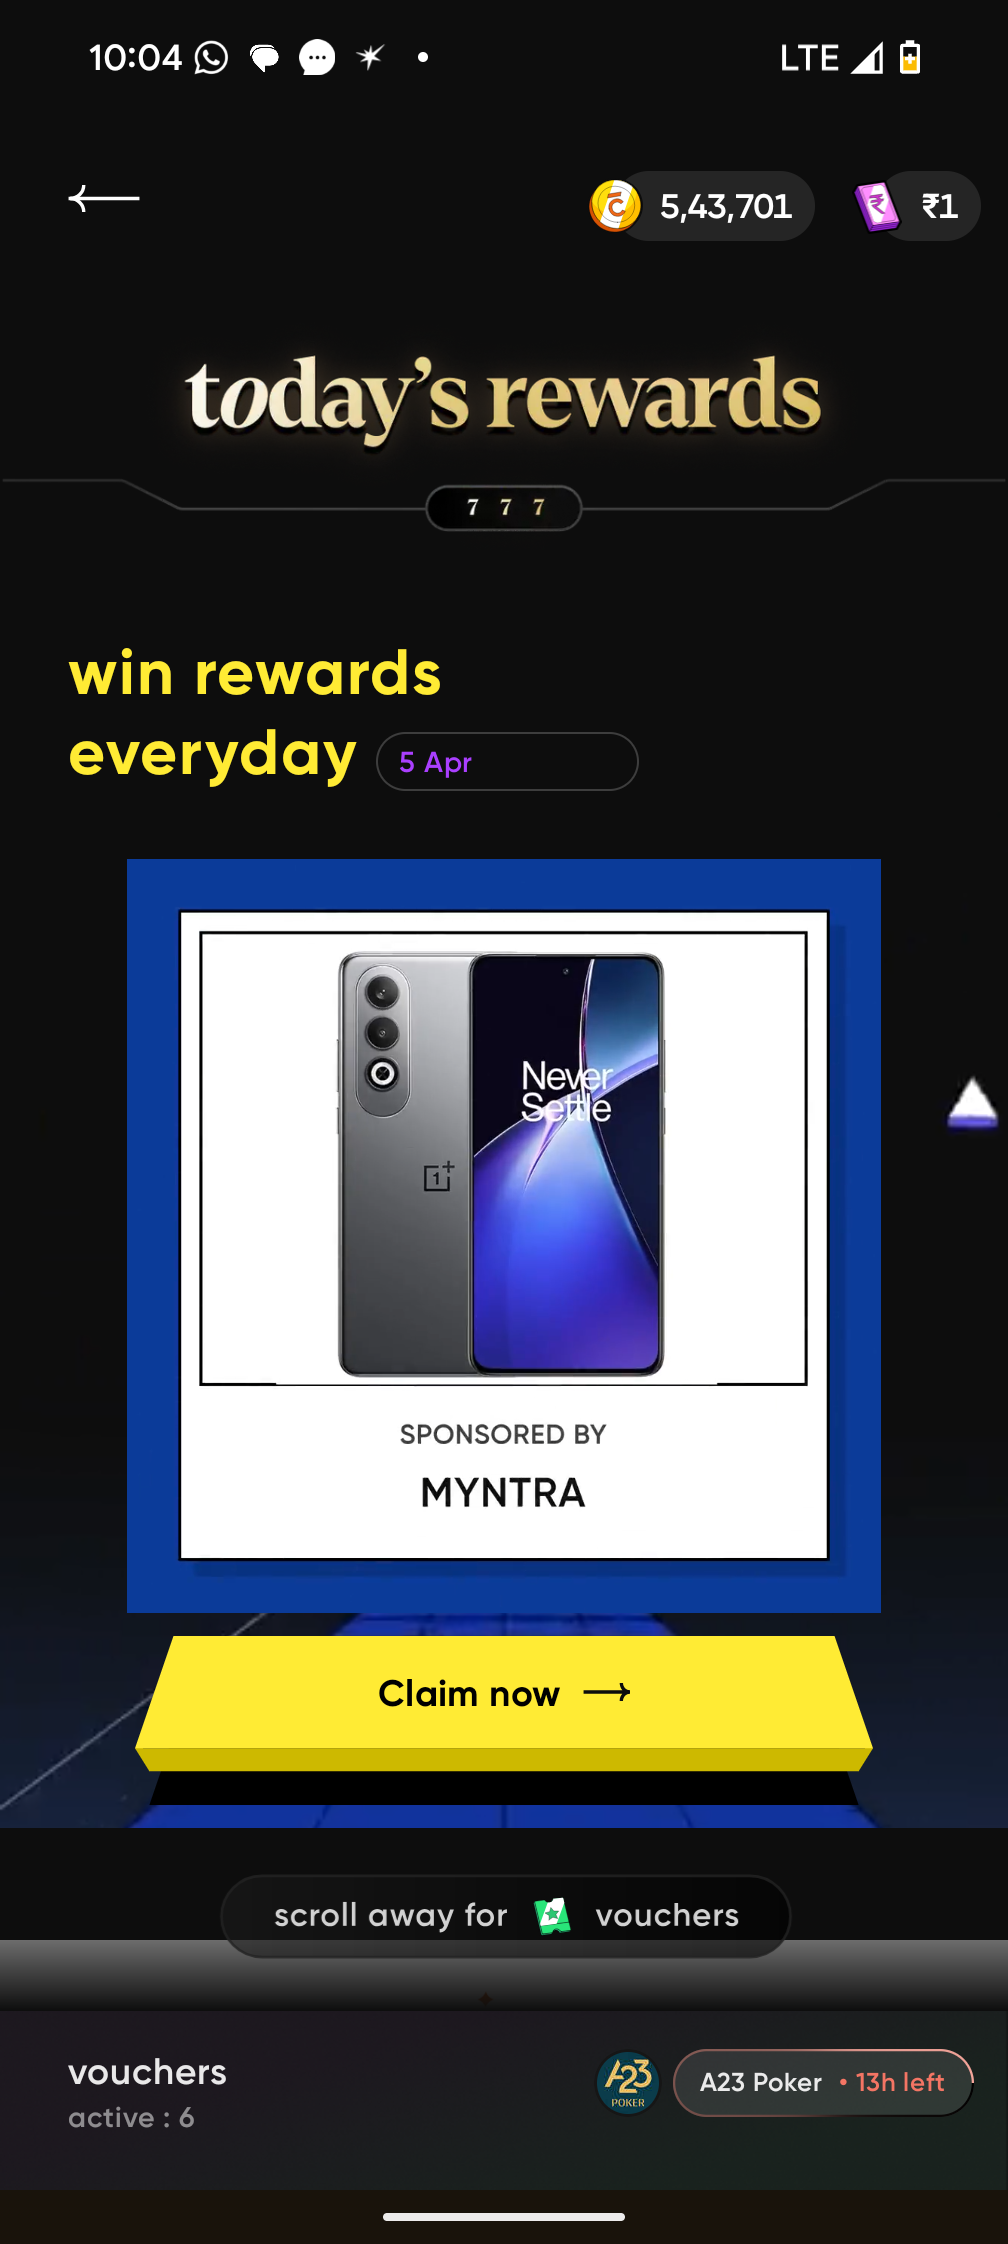 10:04
LTE
5,43,701
₹1
today's rewards
7 7 7
win rewards
everyday
5 Apr
Never
Settle
1+
SPONSORED BY
MYNTRA
Claim now →
scroll away for vouchers
vouchers
active : 6
A23
POKER
A23 Poker • 13h left